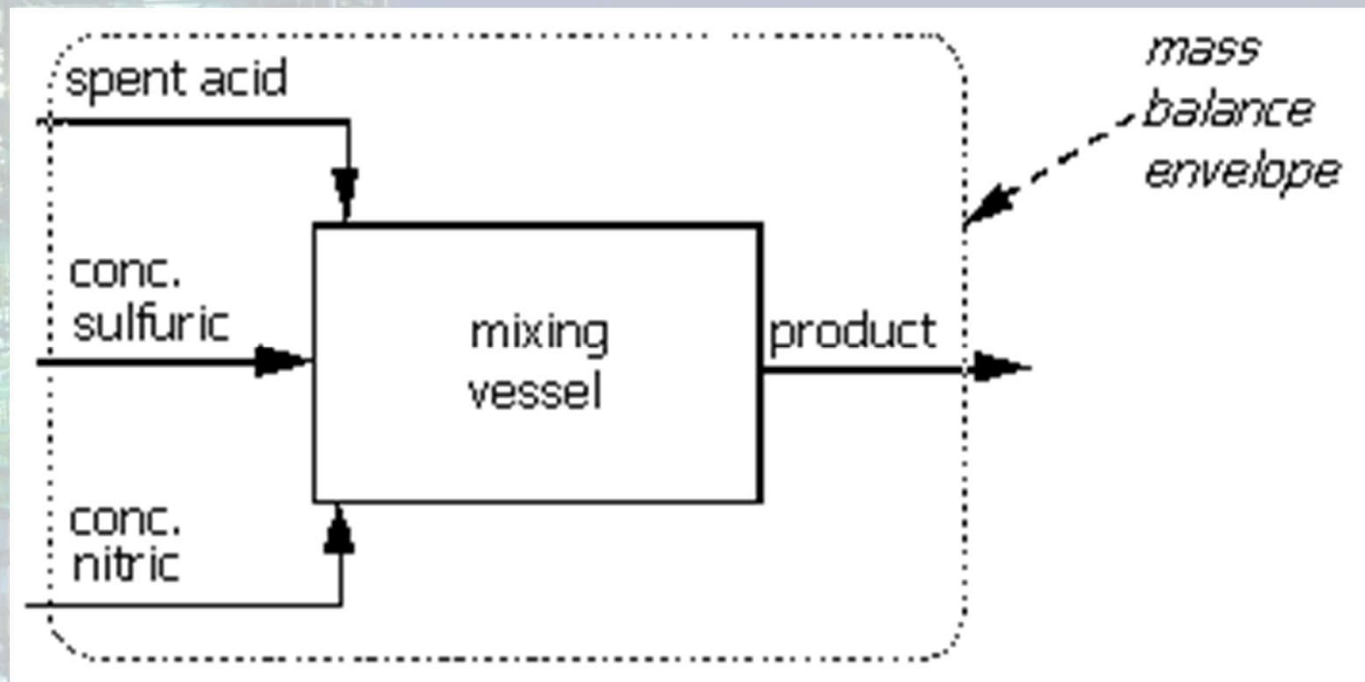 spent acid
conc.
sulfuric
conc.
nitric
mixing
vessel
product
mass
balance
envelope